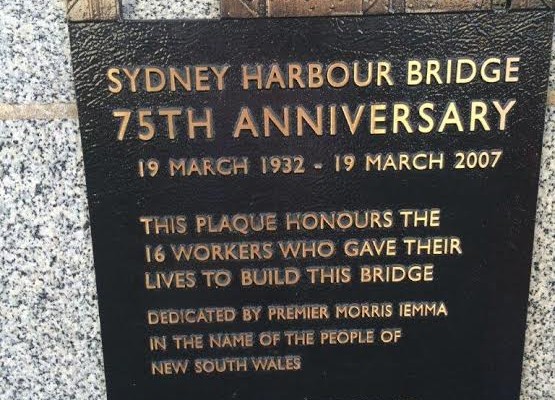 SYDNEY HARBOUR BRIDGE
75TH ANNIVERSARY
19 MARCH 1932 - 19 MARCH 2007
THIS PLAQUE HONOURS THE
16 WORKERS WHO GAVE THEIR
LIVES TO BUILD THIS BRIDGE
DEDICATED BY PREMIER MORRIS IEMMA
IN THE NAME OF THE PEOPLE OF
NEW SOUTH WALES